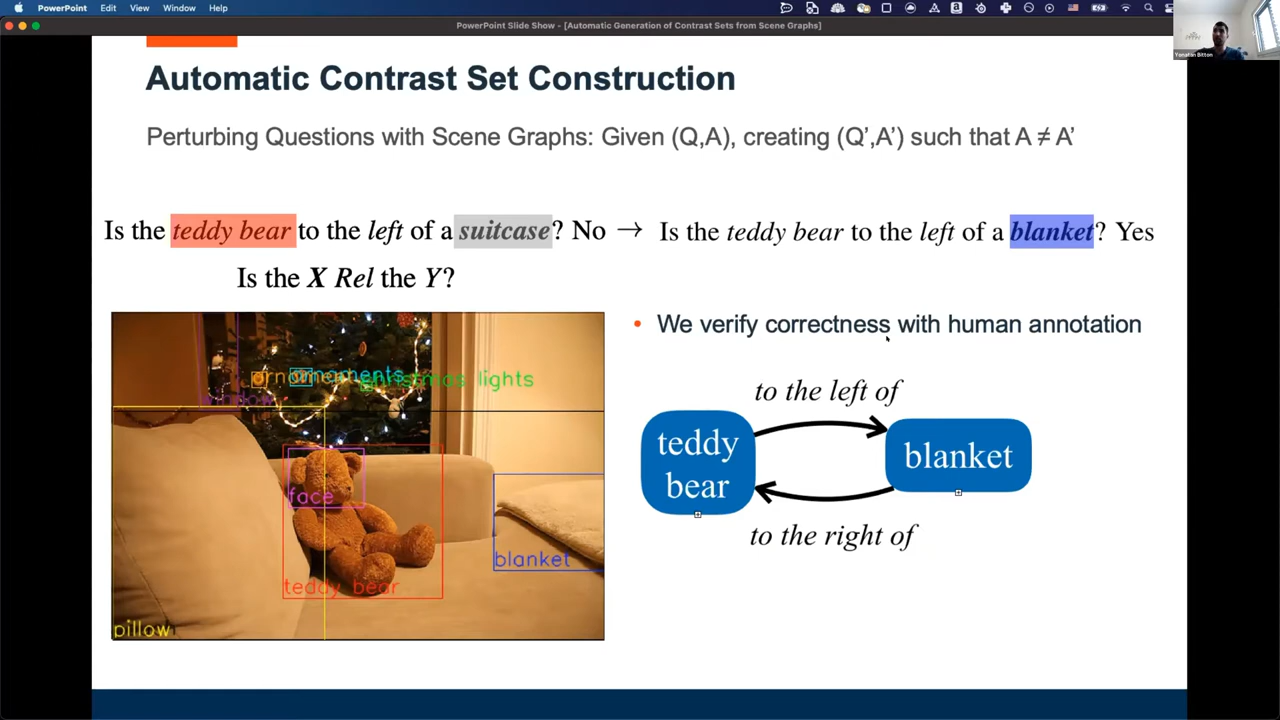 PowerPoint Edit View Window Help
PowerPoint Slide Show - [Automatic Generation of Contrast Sets from Scene Graphs]
Yonatan Bitton
Automatic Contrast Set Construction
Perturbing Questions with Scene Graphs: Given (Q,A), creating (Q’,A’) such that A ≠ A’
Is the teddy bear to the left of a suitcase? No → Is the teddy bear to the left of a blanket? Yes
Is the X Rel the Y?
• We verify correctness with human annotation
ornaments christmas lights
window
face
blanket
teddy bear
pillow
to the left of
teddy
bear
blanket
to the right of